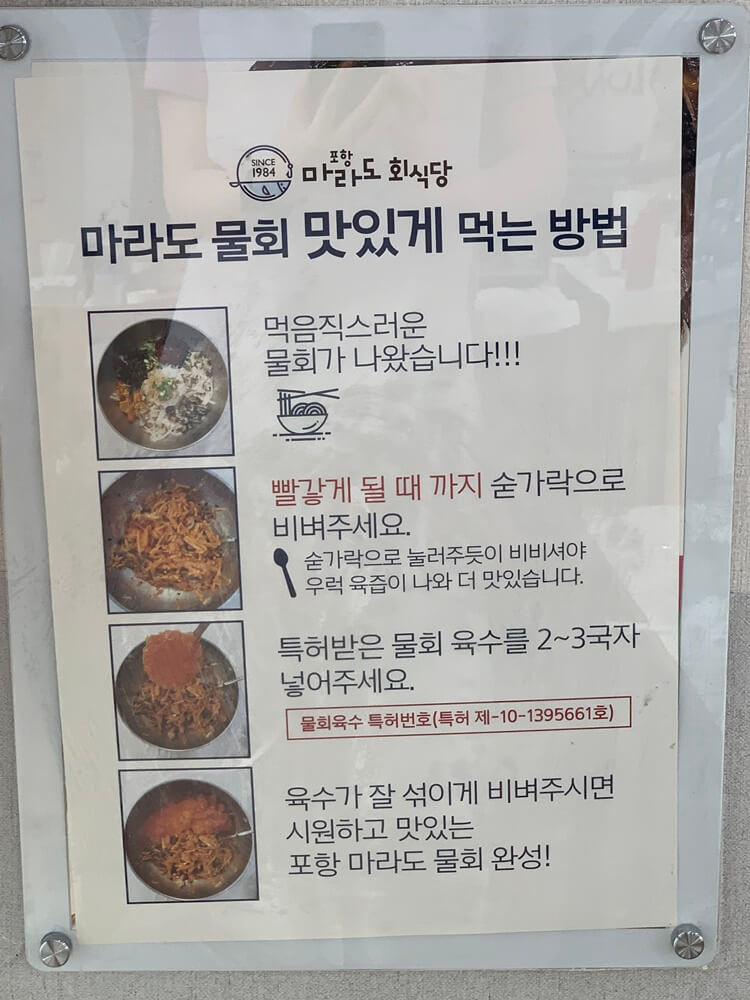 SINCE
1984
포항
마라도 회식당
마라도 물회 맛있게 먹는 방법
먹음직스러운
물회가 나왔습니다!!!
빨갛게 될 때 까지 숟가락으로
비벼주세요.
숟가락으로 눌러주듯이 비비셔야
우럭 육즙이 나와 더 맛있습니다.
특허받은 물회 육수를 2~3국자
넣어주세요.
물회육수 특허번호(특허 제-10-1395661호)
육수가 잘 섞이게 비벼주시면
시원하고 맛있는
포항 마라도 물회 완성!